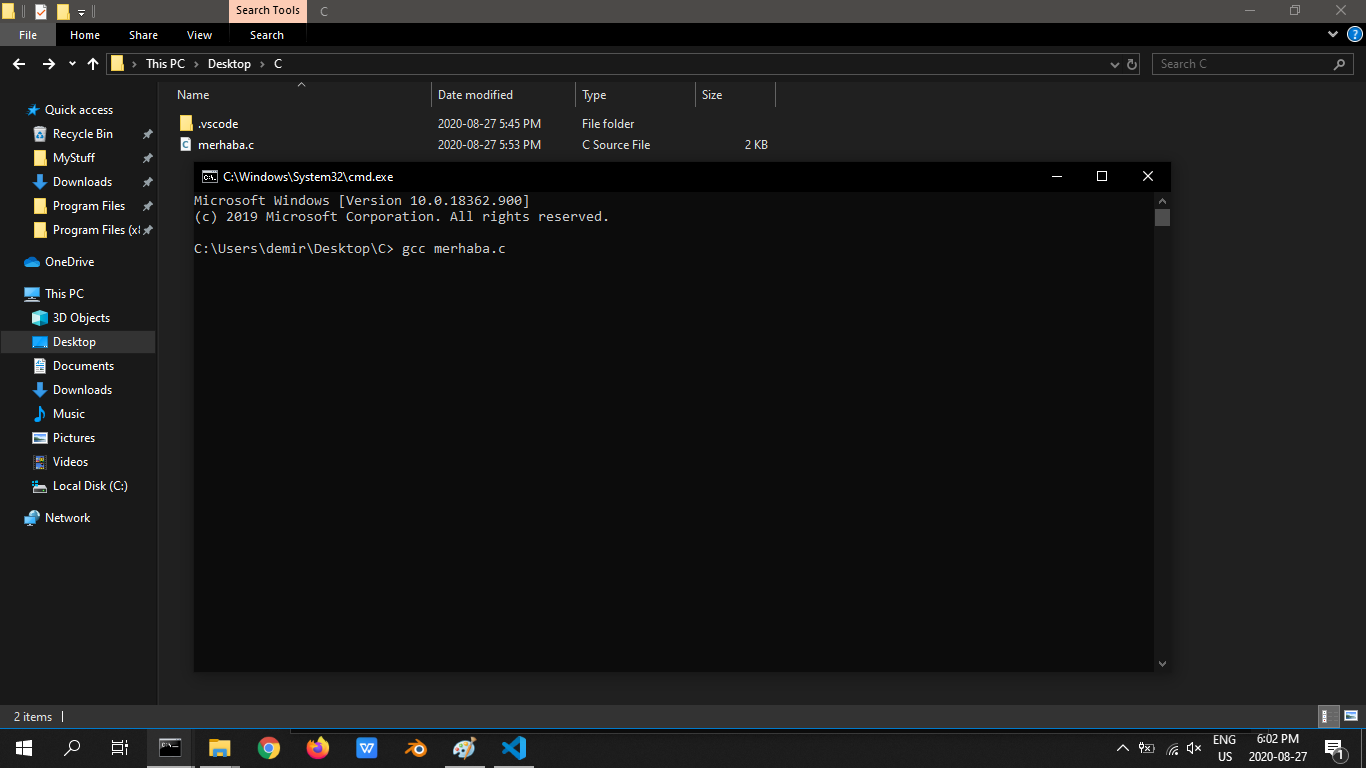 Search Tools
C
File Home Share View Search
This PC Desktop C
Search C
Name Date modified Type Size
.vscode 2020-08-27 5:45 PM File folder
merhaba.c 2020-08-27 5:53 PM C Source File 2 KB
Quick access
Recycle Bin
MyStuff
Downloads
Program Files
Program Files (x8
OneDrive
This PC
3D Objects
Desktop
Documents
Downloads
Music
Pictures
Videos
Local Disk (C:)
Network
C:\Windows\System32\cmd.exe
Microsoft Windows [Version 10.0.18362.900]
(c) 2019 Microsoft Corporation. All rights reserved.
C:\Users\demir\Desktop\C> gcc merhaba.c
2 items
ENG
US
6:02 PM
2020-08-27
1